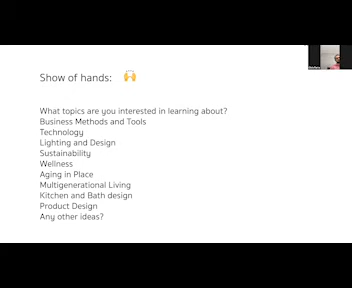 Show of hands: 🙌
What topics are you interested in learning about?
Business Methods and Tools
Technology
Lighting and Design
Sustainability
Wellness
Aging in Place
Multigenerational Living
Kitchen and Bath design
Product Design
Any other ideas?